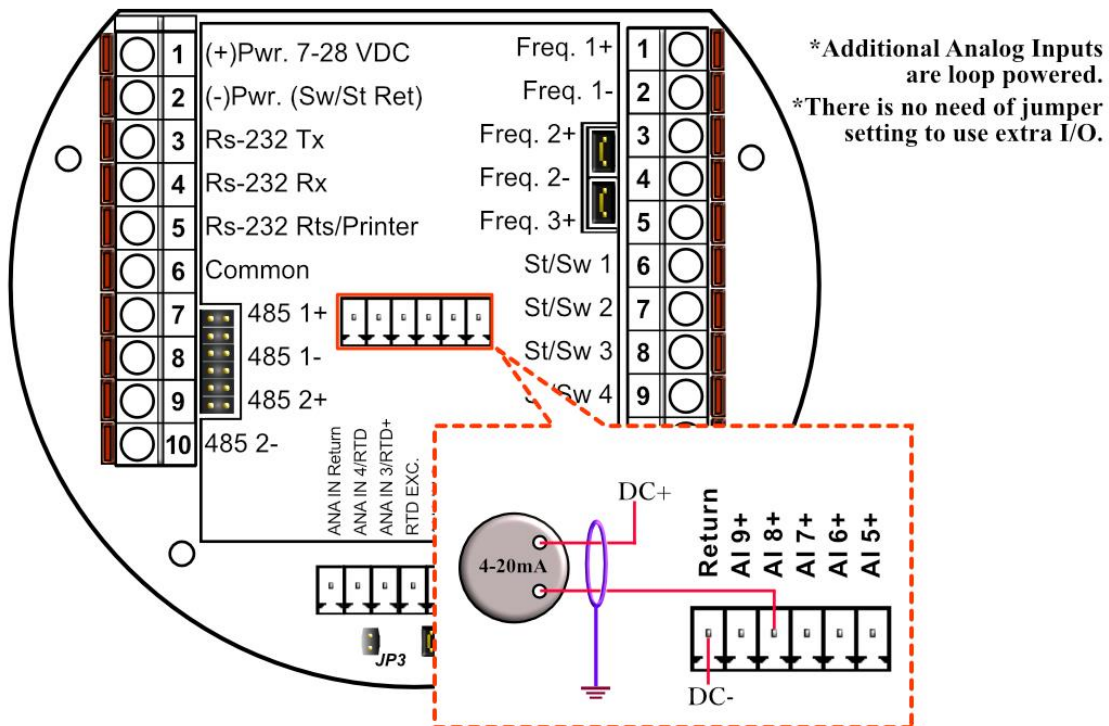 1 (+)Pwr. 7-28 VDC
2 (-)Pwr. (Sw/St Ret)
3 Rs-232 Tx
4 Rs-232 Rx
5 Rs-232 Rts/Printer
6 Common
7 485 1+
8 485 1-
9 485 2+
10 485 2-
Freq. 1+ 1
Freq. 1- 2
Freq. 2+ 3
Freq. 2- 4
Freq. 3+ 5
St/Sw 1 6
St/Sw 2 7
St/Sw 3 8
/Sw 4 9
*Additional Analog Inputs
are loop powered.
*There is no need of jumper
setting to use extra I/O.
ANA IN Return
ANA IN 4/RTD
ANA IN 3/RTD+
RTD EXC.
JP3
4-20mA
DC+
DC-
Return
AI 9+
AI 8+
AI 7+
AI 6+
AI 5+